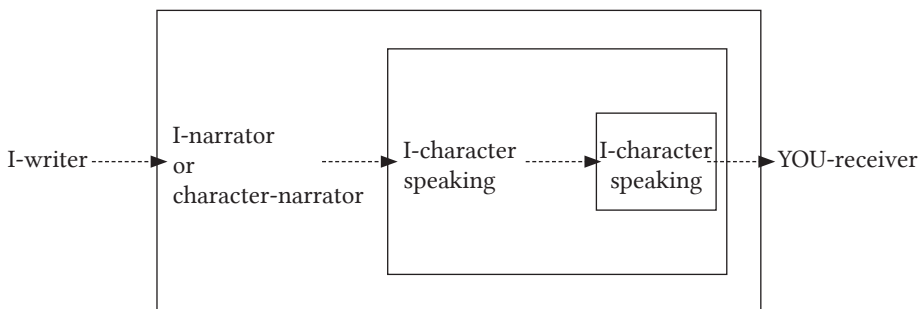 I-writer
I-narrator
or
character-narrator
I-character
speaking
I-character
speaking
YOU-receiver